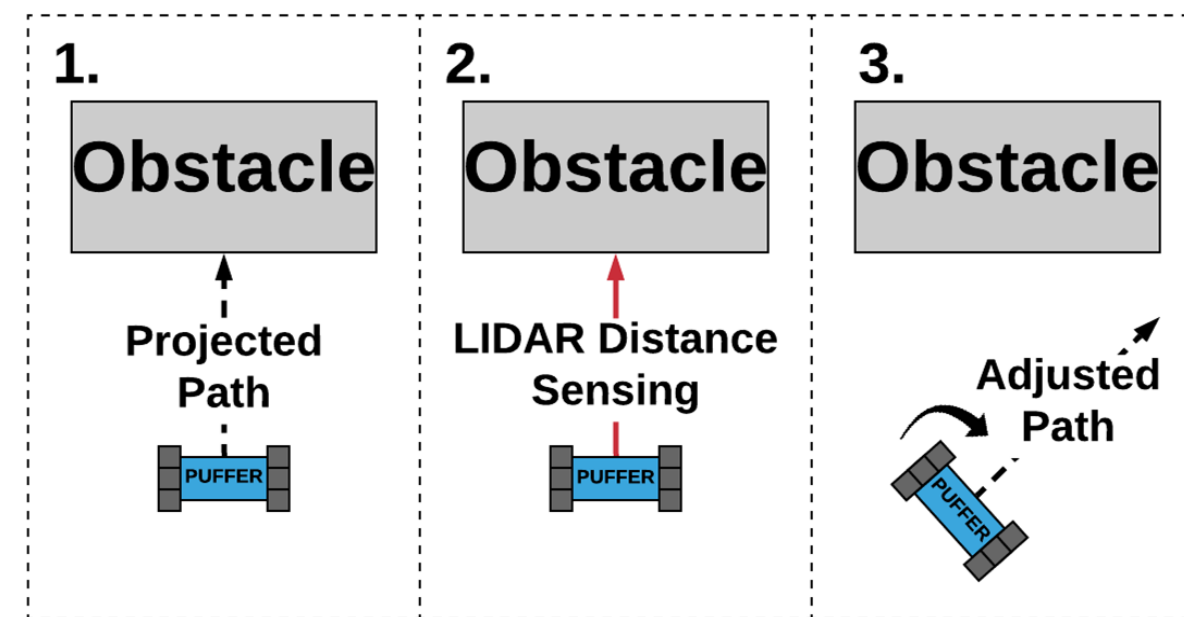 1.
Obstacle
Projected
Path
PUFFER
2.
Obstacle
LIDAR Distance
Sensing
PUFFER
3.
Obstacle
Adjusted
Path
PUFFER